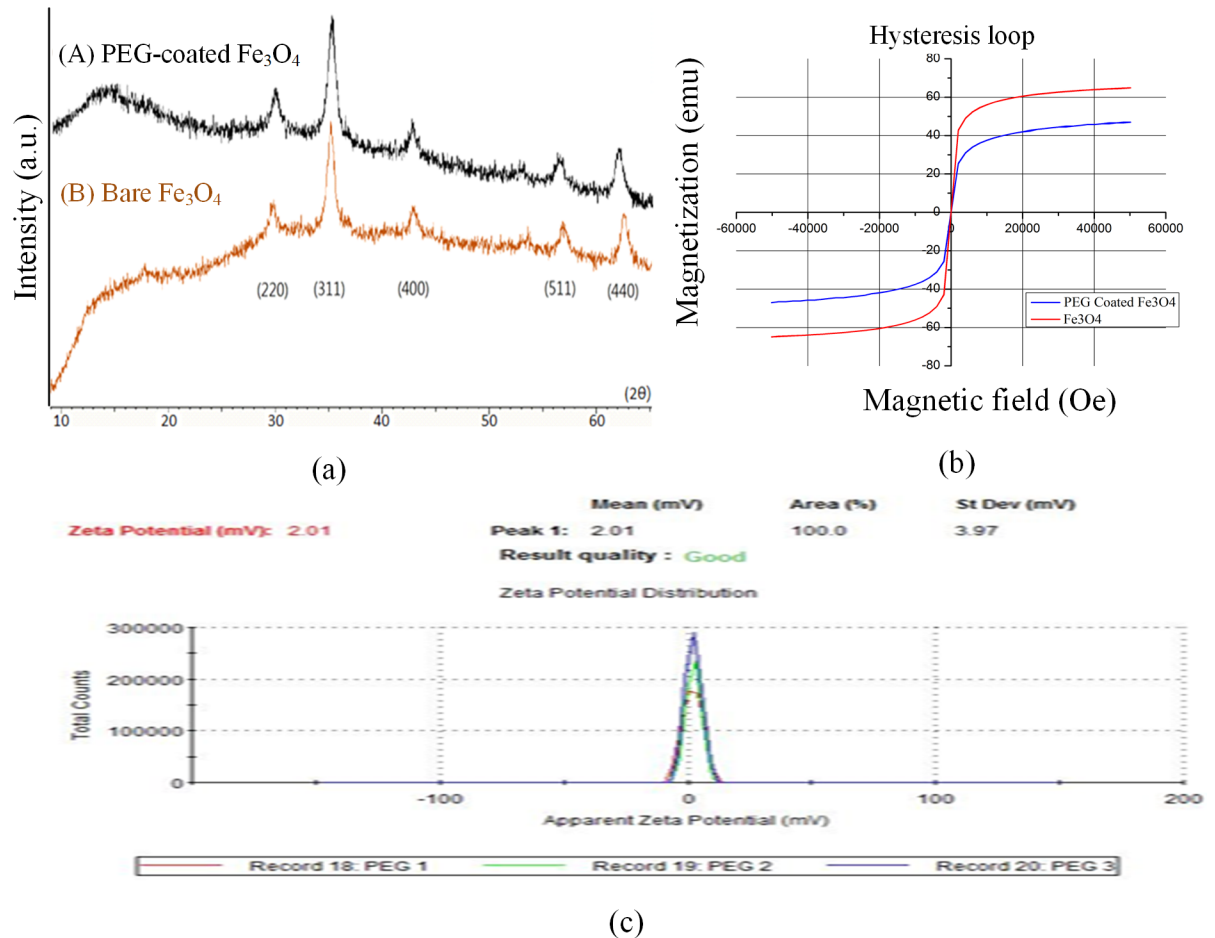 (A) PEG-coated Fe₃O₄
(B) Bare Fe₃O₄
Intensity (a.u.)
(220) (311) (400) (511) (440)
(2θ)
10 20 30 40 50 60
(a)
Hysteresis loop
Magnetization (emu)
80
60
40
20
0
-20
-40
-60
-80
-60000 -40000 -20000 0 20000 40000 60000
PEG Coated Fe3O4
Fe3O4
Magnetic field (Oe)
(b)
Mean (mV) Area (%) St Dev (mV)
Zeta Potential (mV): 2.01 Peak 1: 2.01 100.0 3.97
Result quality : Good
Zeta Potential Distribution
Total Counts
300000
200000
100000
0
-100 0 100 200
Apparent Zeta Potential (mV)
Record 18: PEG 1 Record 19: PEG 2 Record 20: PEG 3
(c)